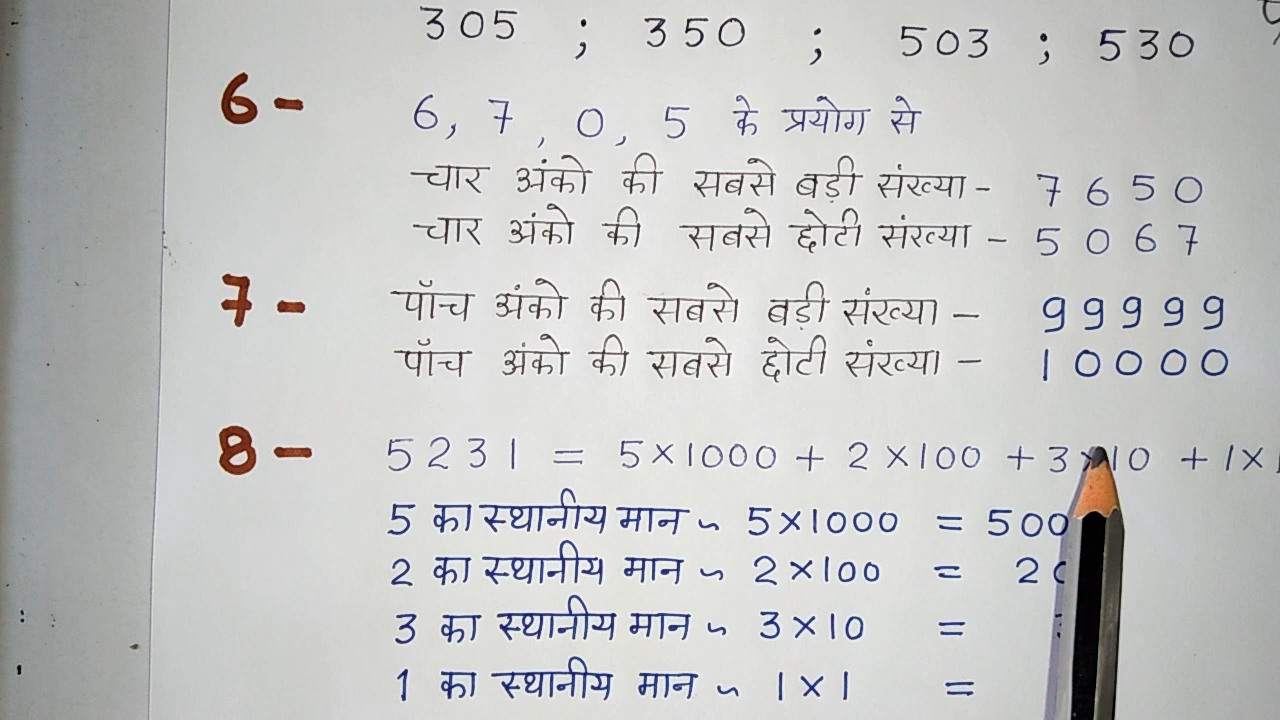 305 ; 350 ; 503 ; 530
6- 6, 7, 0, 5 के प्रयोग से
चार अंको की सबसे बड़ी संख्या- 7650
चार अंको की सबसे छोटी संख्या - 5067
7- पॉच अंको की सबसे बड़ी संख्या - 99999
पॉच अंको की सबसे छोटी संख्या - 10000
8- 5231 = 5×1000 + 2×100 + 3×10 + 1×
5 का स्थानीय मान ~ 5×1000 = 500
2 का स्थानीय मान ~ 2×100 = 2
3 का स्थानीय मान ~ 3×10 =
1 का स्थानीय मान ~ 1×1 =